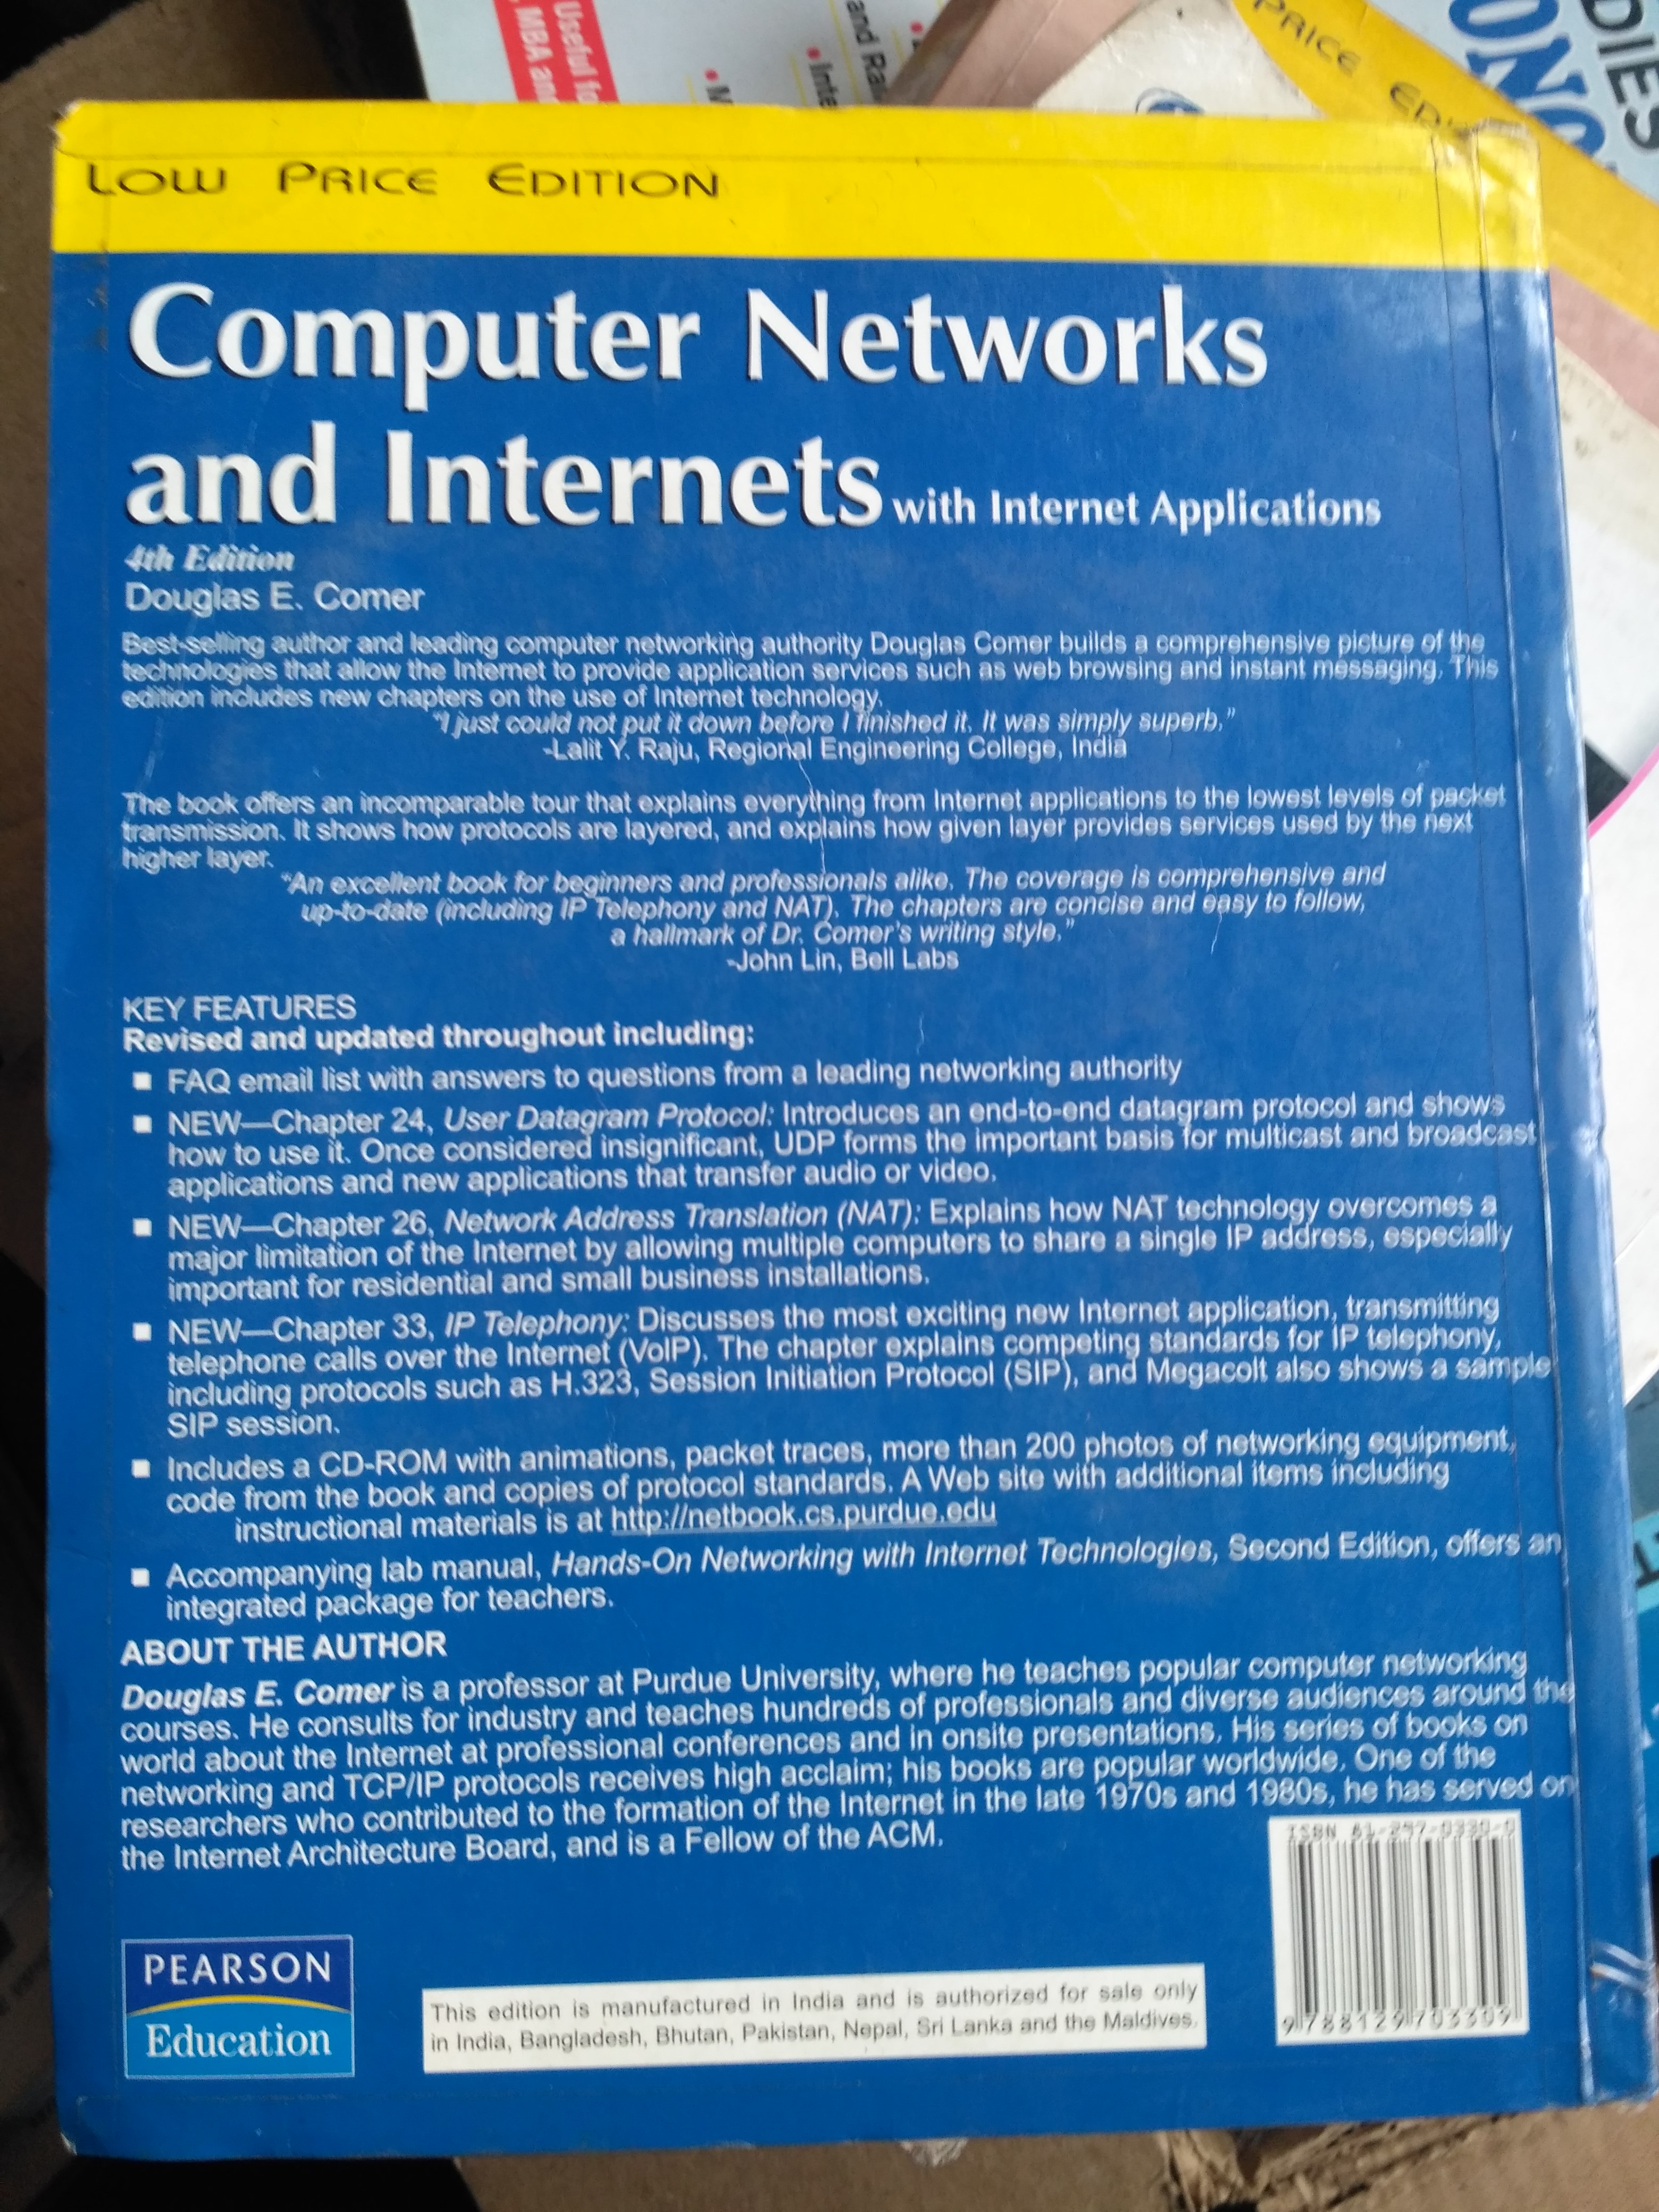 Useful fo
, MBA an
• M
• Inte
and Ra
PRICE EDI
ONO
DIES
LOW PRICE EDITION
Computer Networks
and Internets with Internet Applications
4th Edition
Douglas E. Comer
Best-selling author and leading computer networking authority Douglas Comer builds a comprehensive picture of the
technologies that allow the Internet to provide application services such as web browsing and instant messaging. This
edition includes new chapters on the use of Internet technology.
"I just could not put it down before I finished it. It was simply superb."
-Lalit Y. Raju, Regional Engineering College, India
The book offers an incomparable tour that explains everything from Internet applications to the lowest levels of packet
transmission. It shows how protocols are layered, and explains how given layer provides services used by the next
higher layer.
"An excellent book for beginners and professionals alike. The coverage is comprehensive and
up-to-date (including IP Telephony and NAT). The chapters are concise and easy to follow,
a hallmark of Dr. Comer's writing style."
-John Lin, Bell Labs
KEY FEATURES
Revised and updated throughout including:
■ FAQ email list with answers to questions from a leading networking authority
■ NEW—Chapter 24, User Datagram Protocol: Introduces an end-to-end datagram protocol and shows
how to use it. Once considered insignificant, UDP forms the important basis for multicast and broadcast
applications and new applications that transfer audio or video.
■ NEW—Chapter 26, Network Address Translation (NAT): Explains how NAT technology overcomes a
major limitation of the Internet by allowing multiple computers to share a single IP address, especially
important for residential and small business installations.
■ NEW—Chapter 33, IP Telephony: Discusses the most exciting new Internet application, transmitting
telephone calls over the Internet (VoIP). The chapter explains competing standards for IP telephony,
including protocols such as H.323, Session Initiation Protocol (SIP), and Megacolt also shows a sample
SIP session.
■ Includes a CD-ROM with animations, packet traces, more than 200 photos of networking equipment,
code from the book and copies of protocol standards. A Web site with additional items including
instructional materials is at http://netbook.cs.purdue.edu
■ Accompanying lab manual, Hands-On Networking with Internet Technologies, Second Edition, offers an
integrated package for teachers.
ABOUT THE AUTHOR
Douglas E. Comer is a professor at Purdue University, where he teaches popular computer networking
courses. He consults for industry and teaches hundreds of professionals and diverse audiences around the
world about the Internet at professional conferences and in onsite presentations. His series of books on
networking and TCP/IP protocols receives high acclaim; his books are popular worldwide. One of the
researchers who contributed to the formation of the Internet in the late 1970s and 1980s, he has served on
the Internet Architecture Board, and is a Fellow of the ACM.
ISBN 81-297-0330-0
9 788129 703309
PEARSON
Education
This edition is manufactured in India and is authorized for sale only
in India, Bangladesh, Bhutan, Pakistan, Nepal, Sri Lanka and the Maldives.